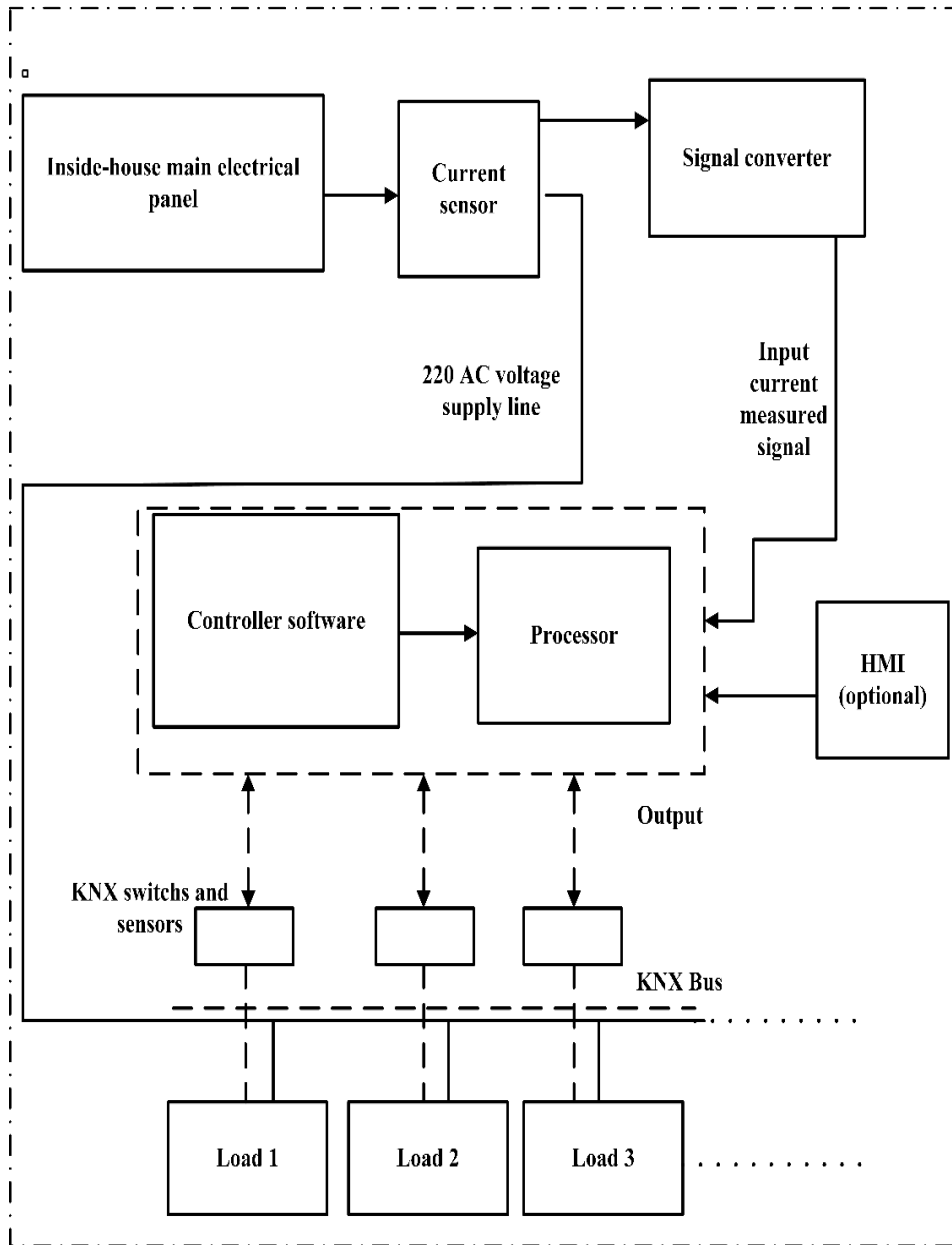 Inside-house main electrical
panel
Current
sensor
Signal converter
220 AC voltage
supply line
Input
current
measured
signal
Controller software
Processor
HMI
(optional)
Output
KNX switchs and
sensors
KNX Bus
Load 1
Load 2
Load 3